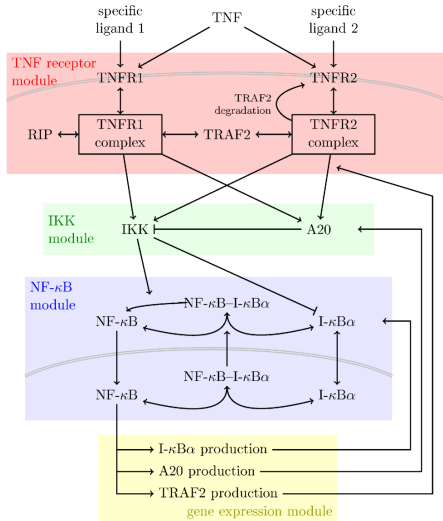 specific
ligand 1
TNF
specific
ligand 2
TNF receptor
module
TNFR1
TNFR2
TRAF2
degradation
RIP
TNFR1
complex
TRAF2
TNFR2
complex
IKK
module
IKK
A20
NF-κB
module
NF-κB–I-κBα
NF-κB
I-κBα
NF-κB–I-κBα
NF-κB
I-κBα
I-κBα production
A20 production
TRAF2 production
gene expression module